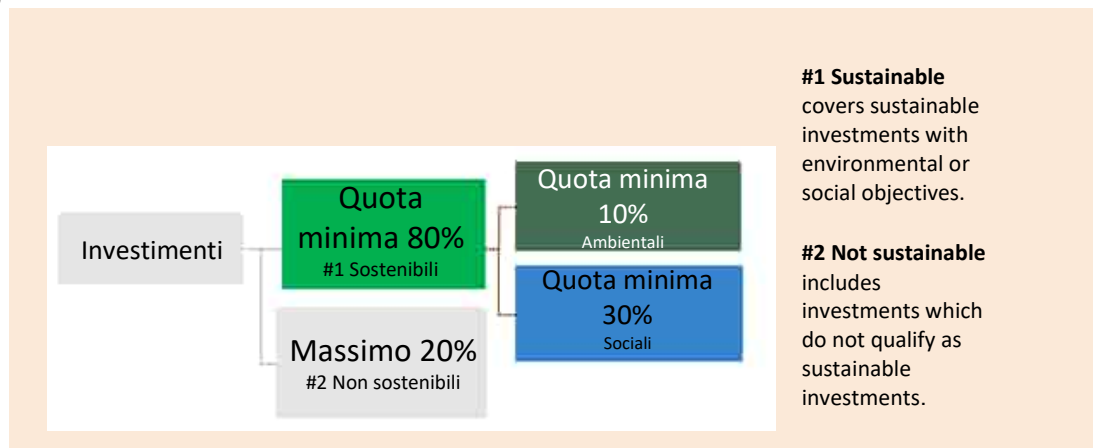 Investimenti
Quota
minima 80%
#1 Sostenibili
Massimo 20%
#2 Non sostenibili
Quota minima
10%
Ambientali
Quota minima
30%
Sociali
#1 Sustainable
covers sustainable
investments with
environmental or
social objectives.
#2 Not sustainable
includes
investments which
do not qualify as
sustainable
investments.